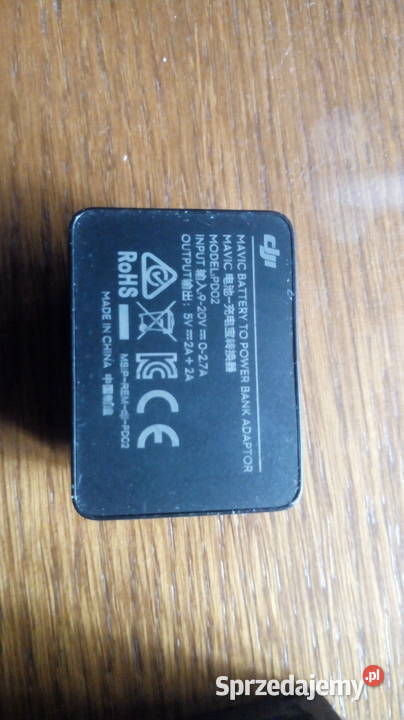 dji
MAVIC BATTERY TO POWER BANK ADAPTOR
MAVIC 电池-充电宝转换器
MODEL:PD02
INPUT 输入:9-20V⎓0-2.7A
OUTPUT输出: 5V⎓2A+2A
RoHS
MSIP-REM-dji-PD02
MADE IN CHINA 中国制造
CE
Sprzedajemy.pl